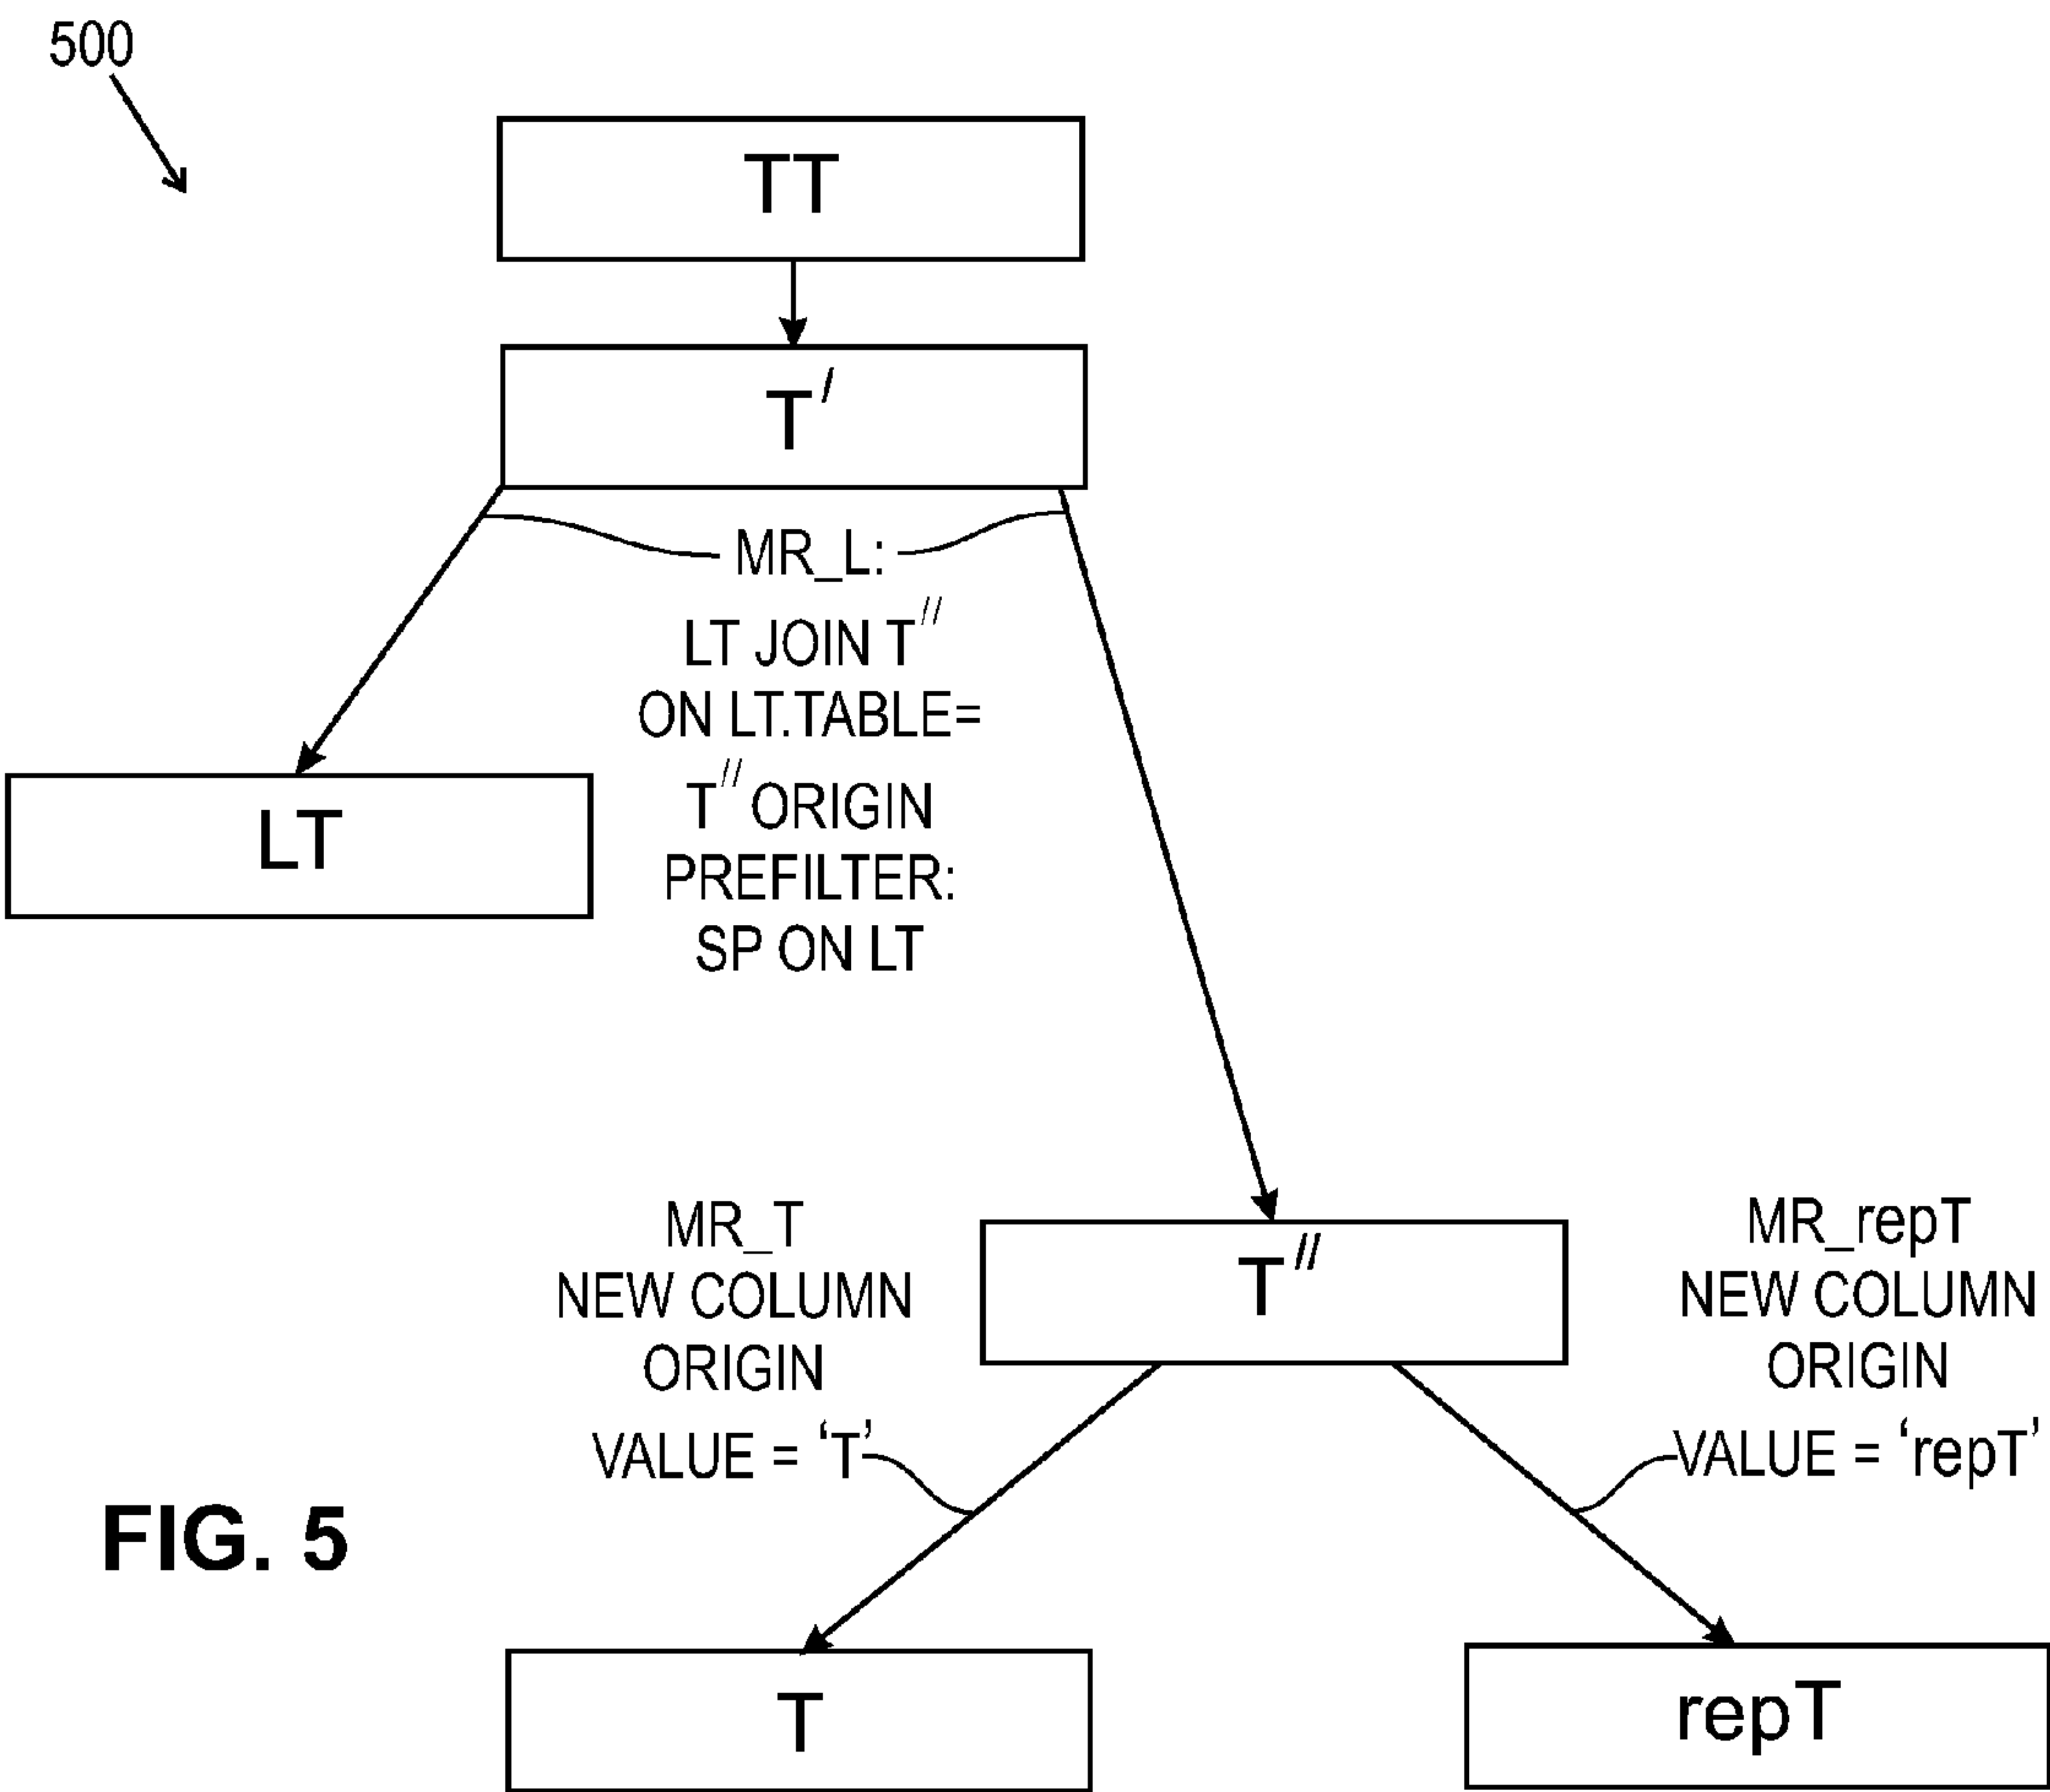 500
TT
T′
MR_L:
LT JOIN T″
ON LT.TABLE=
T″ ORIGIN
PREFILTER:
SP ON LT
LT
MR_T
NEW COLUMN
ORIGIN
VALUE = ‘T’
T″
MR_repT
NEW COLUMN
ORIGIN
VALUE = ‘repT’
FIG. 5
T
repT